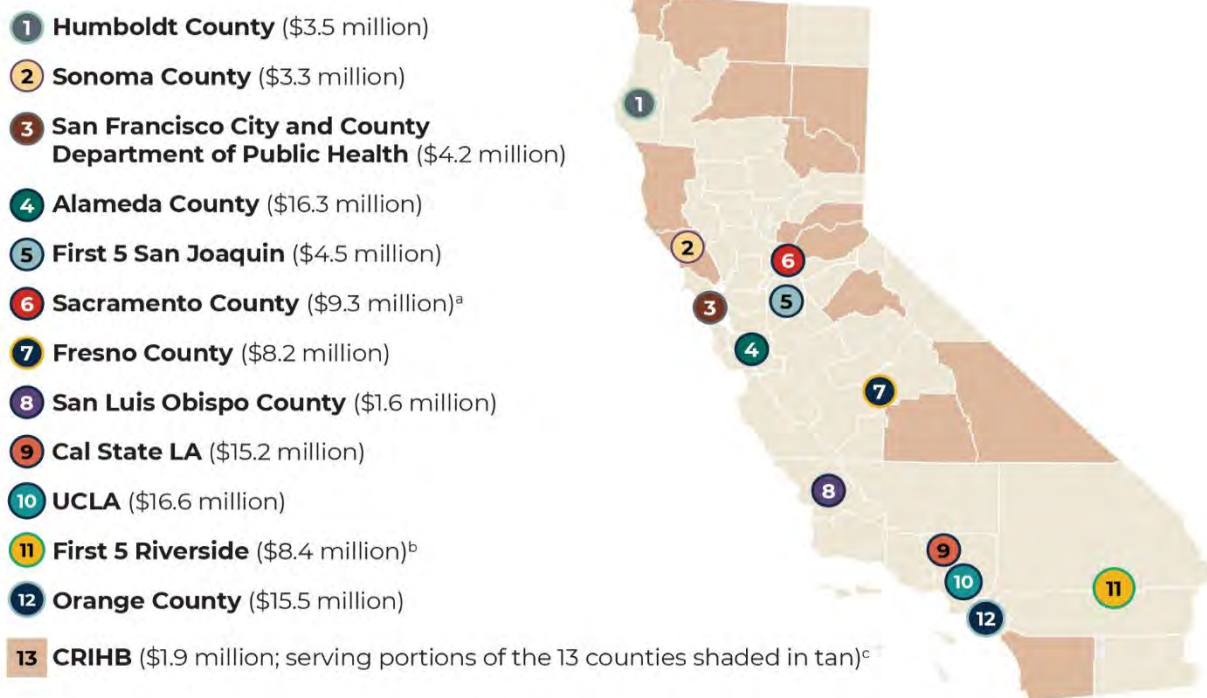 1 Humboldt County ($3.5 million)
2 Sonoma County ($3.3 million)
3 San Francisco City and County
Department of Public Health ($4.2 million)
4 Alameda County ($16.3 million)
5 First 5 San Joaquin ($4.5 million)
6 Sacramento County ($9.3 million)ᵃ
7 Fresno County ($8.2 million)
8 San Luis Obispo County ($1.6 million)
9 Cal State LA ($15.2 million)
10 UCLA ($16.6 million)
11 First 5 Riverside ($8.4 million)ᵇ
12 Orange County ($15.5 million)
13 CRIHB ($1.9 million; serving portions of the 13 counties shaded in tan)ᶜ
1
2
6
3
5
4
7
8
9
10
11
12